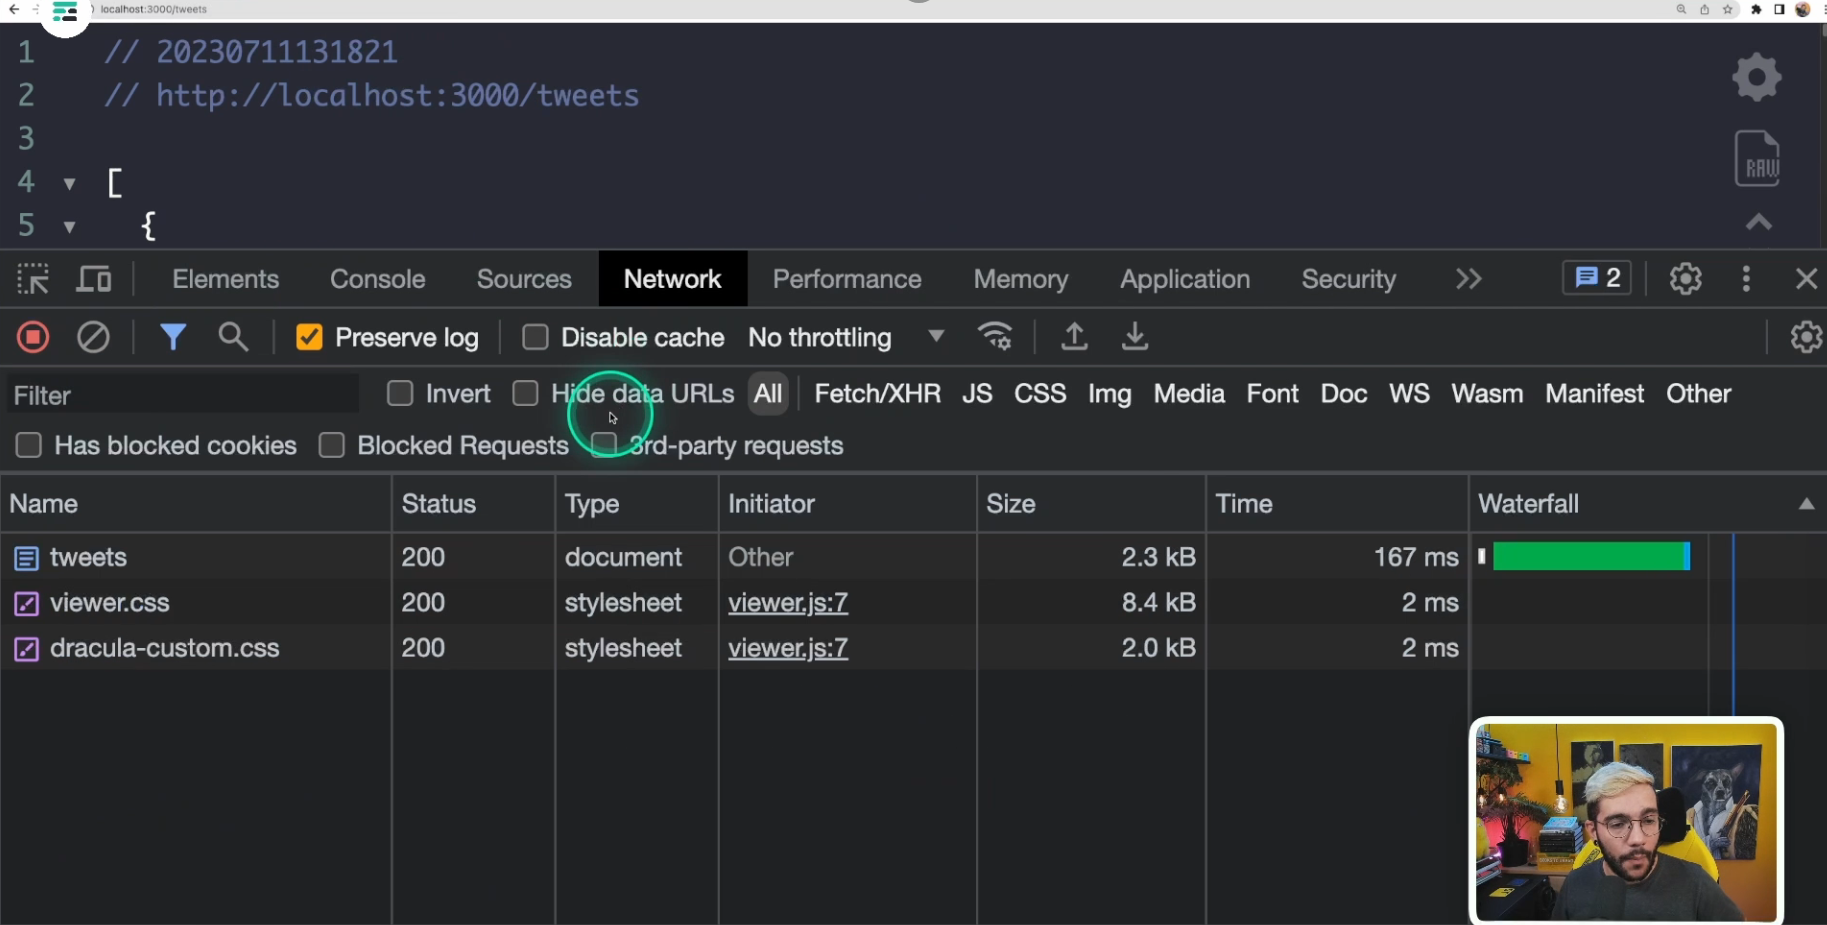 localhost:3000/tweets
1 // 20230711131821
2 // http://localhost:3000/tweets
3
4 ▼ [
5 ▼ {
RAW
Elements Console Sources Network Performance Memory Application Security 2
Preserve log Disable cache No throttling
Filter Invert Hide data URLs All Fetch/XHR JS CSS Img Media Font Doc WS Wasm Manifest Other
Has blocked cookies Blocked Requests 3rd-party requests
Name Status Type Initiator Size Time Waterfall
tweets 200 document Other 2.3 kB 167 ms
viewer.css 200 stylesheet viewer.js:7 8.4 kB 2 ms
dracula-custom.css 200 stylesheet viewer.js:7 2.0 kB 2 ms